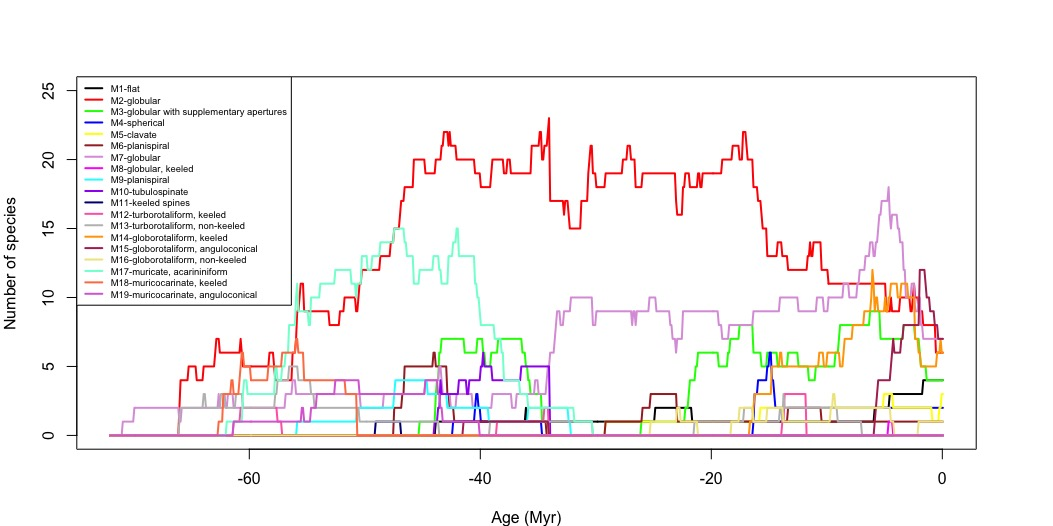 25
20
15
10
5
0
Number of species
M1-flat
M2-globular
M3-globular with supplementary apertures
M4-spherical
M5-clavate
M6-planispiral
M7-globular
M8-globular, keeled
M9-planispiral
M10-tubulospinate
M11-keeled spines
M12-turborotaliform, keeled
M13-turborotaliform, non-keeled
M14-globorotaliform, keeled
M15-globorotaliform, anguloconical
M16-globorotaliform, non-keeled
M17-muricate, acarininiform
M18-muricocarinate, keeled
M19-muricocarinate, anguloconical
-60 -40 -20 0
Age (Myr)